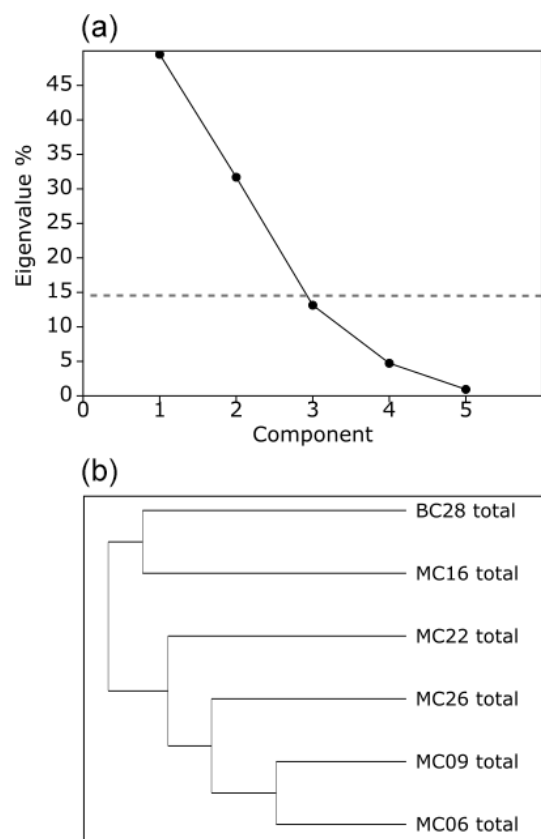 (a)
Eigenvalue %
45
40
35
30
25
20
15
10
5
0
0 1 2 3 4 5
Component
(b)
BC28 total
MC16 total
MC22 total
MC26 total
MC09 total
MC06 total